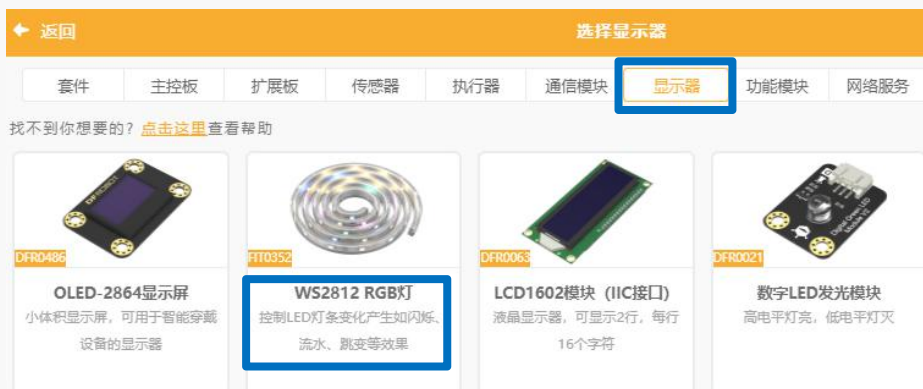 返回
选择显示器
套件 主控板 扩展板 传感器 执行器 通信模块 显示器 功能模块 网络服务
找不到你想要的？点击这里查看帮助
DFROBOT
Digital Green LED
Module V2
DFR0486
FIT0352
DFR0063
DFR0021
OLED-2864显示屏
小体积显示屏，可用于智能穿戴
设备的显示器
WS2812 RGB灯
控制LED灯条变化产生如闪烁、
流水、跳变等效果
LCD1602模块（IIC接口）
液晶显示器，可显示2行，每行
16个字符
数字LED发光模块
高电平灯亮，低电平灯灭